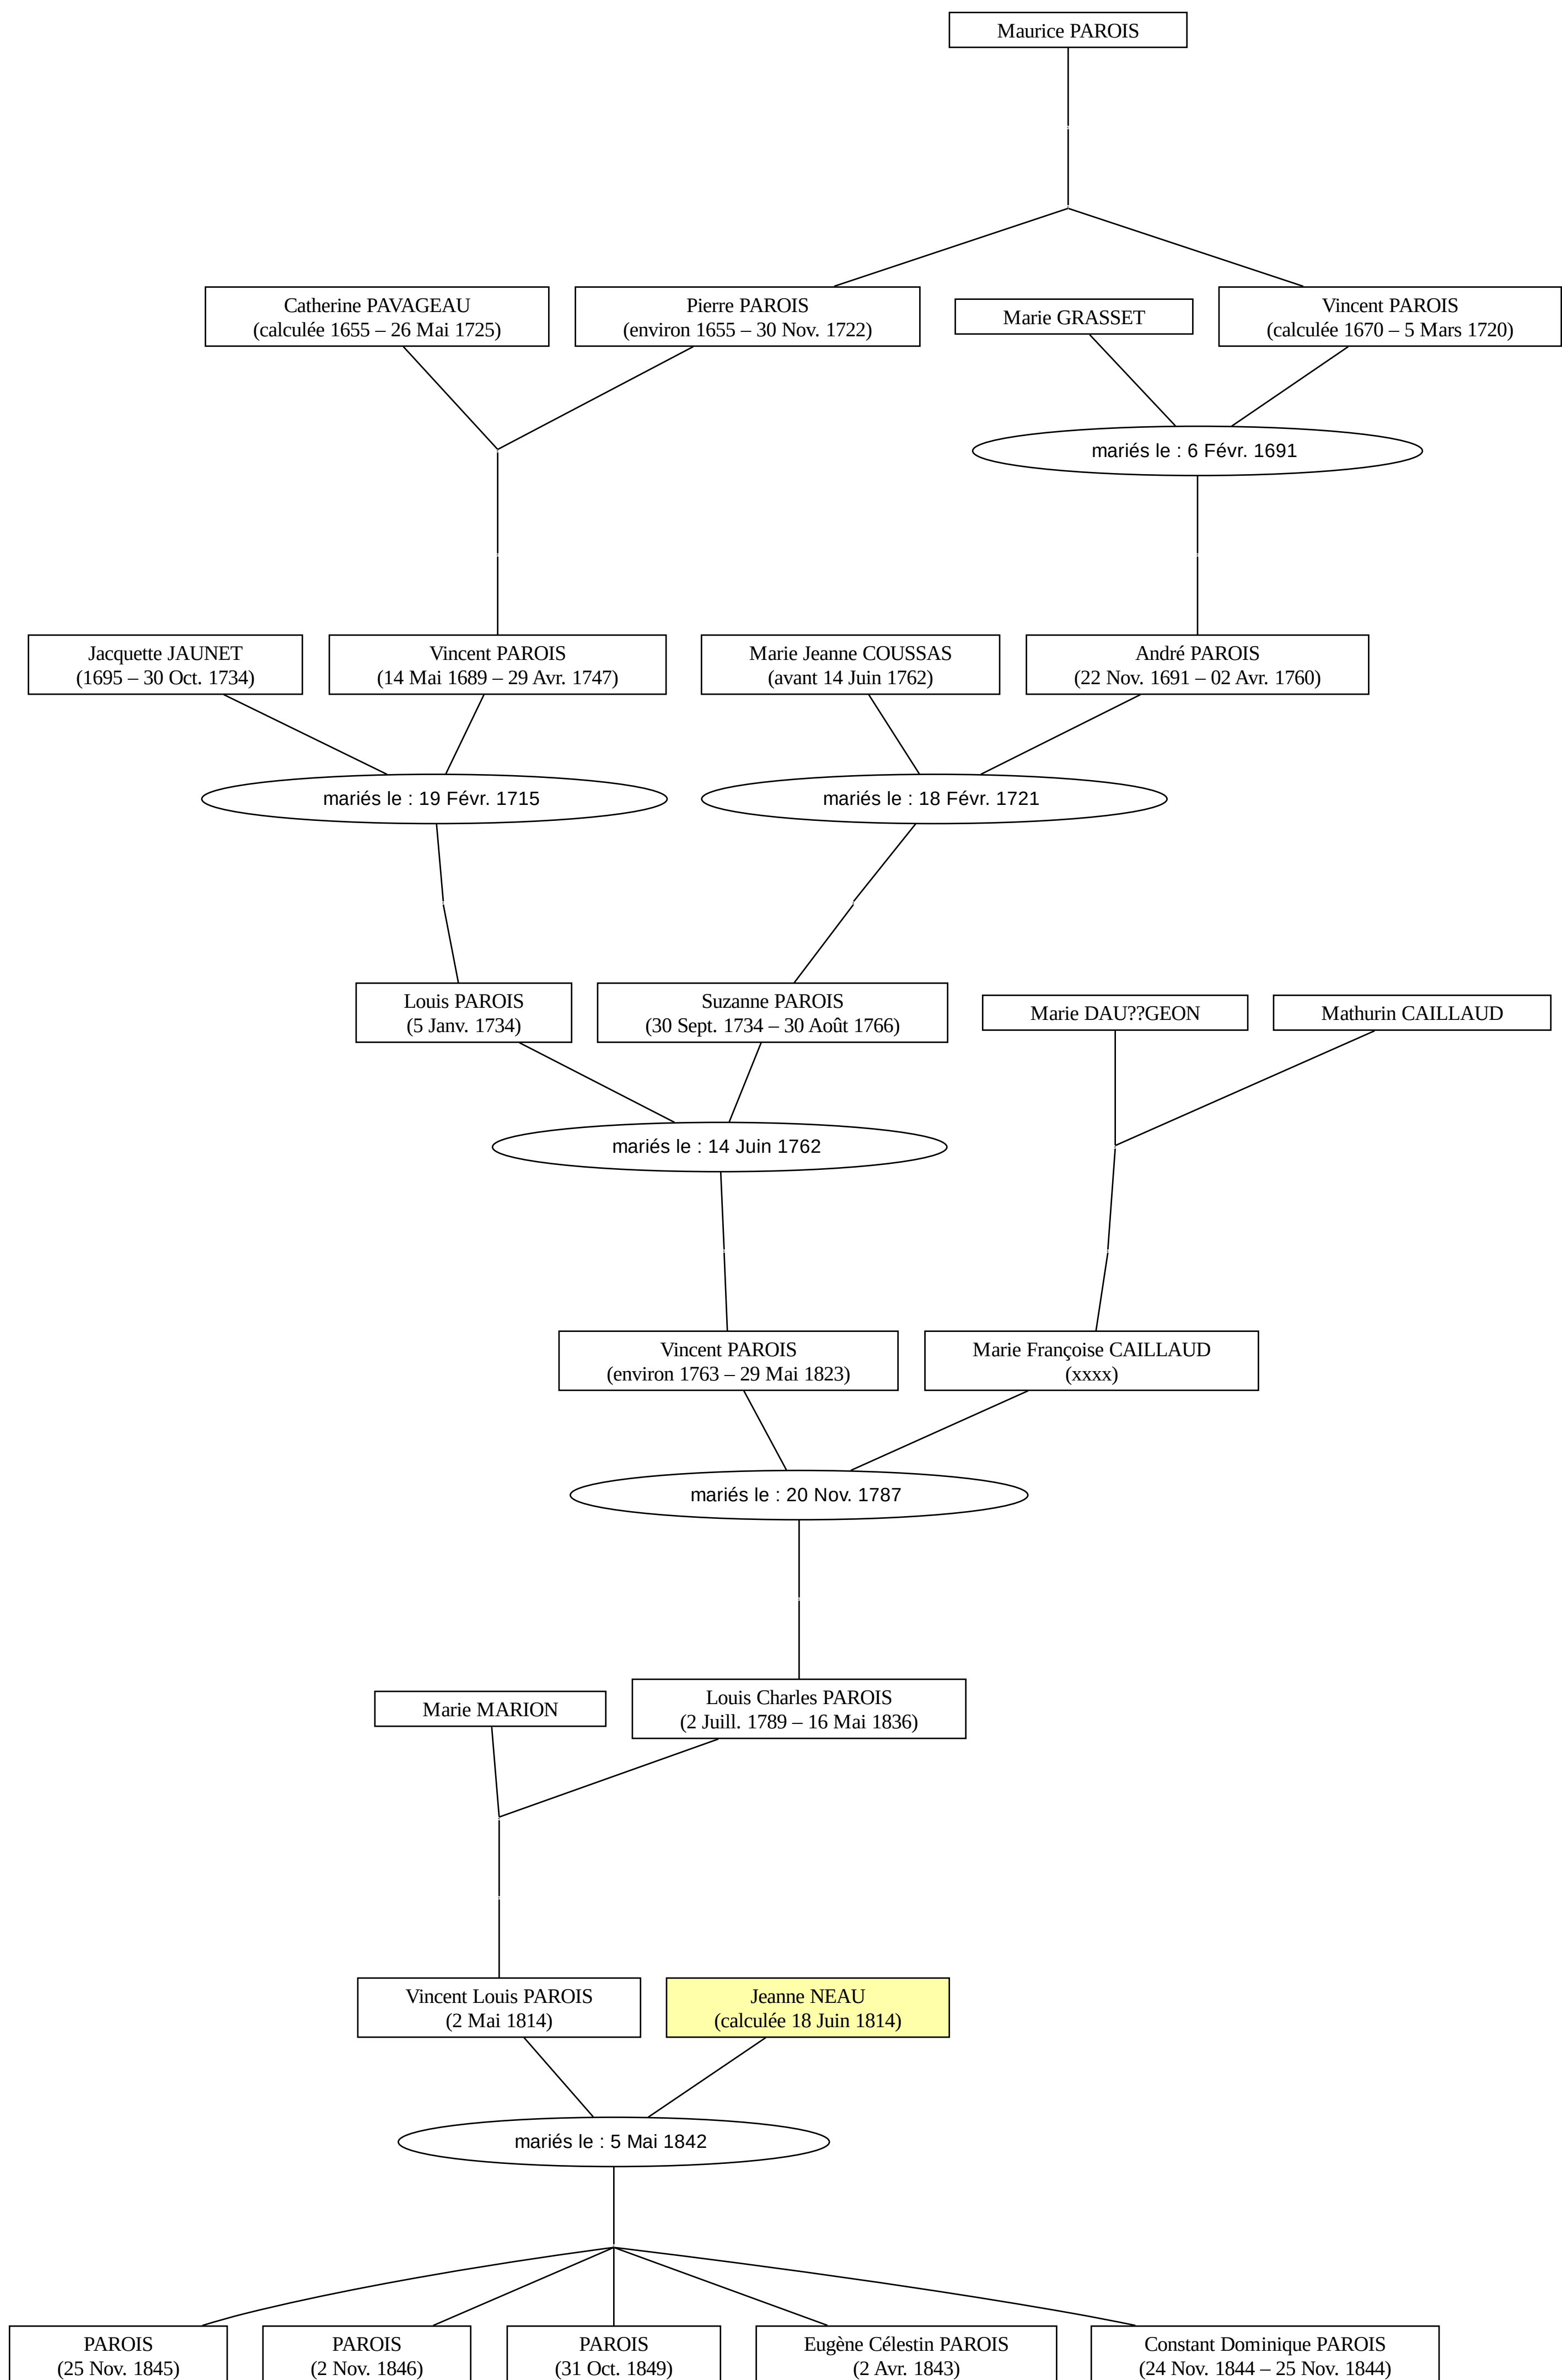 Maurice PAROIS
Catherine PAVAGEAU
(calculée 1655 – 26 Mai 1725)
Pierre PAROIS
(environ 1655 – 30 Nov. 1722)
Marie GRASSET
Vincent PAROIS
(calculée 1670 – 5 Mars 1720)
mariés le : 6 Févr. 1691
Jacquette JAUNET
(1695 – 30 Oct. 1734)
Vincent PAROIS
(14 Mai 1689 – 29 Avr. 1747)
Marie Jeanne COUSSAS
(avant 14 Juin 1762)
André PAROIS
(22 Nov. 1691 – 02 Avr. 1760)
mariés le : 19 Févr. 1715
mariés le : 18 Févr. 1721
Louis PAROIS
(5 Janv. 1734)
Suzanne PAROIS
(30 Sept. 1734 – 30 Août 1766)
Marie DAU??GEON
Mathurin CAILLAUD
mariés le : 14 Juin 1762
Vincent PAROIS
(environ 1763 – 29 Mai 1823)
Marie Françoise CAILLAUD
(xxxx)
mariés le : 20 Nov. 1787
Marie MARION
Louis Charles PAROIS
(2 Juill. 1789 – 16 Mai 1836)
Vincent Louis PAROIS
(2 Mai 1814)
Jeanne NEAU
(calculée 18 Juin 1814)
mariés le : 5 Mai 1842
PAROIS
(25 Nov. 1845)
PAROIS
(2 Nov. 1846)
PAROIS
(31 Oct. 1849)
Eugène Célestin PAROIS
(2 Avr. 1843)
Constant Dominique PAROIS
(24 Nov. 1844 – 25 Nov. 1844)